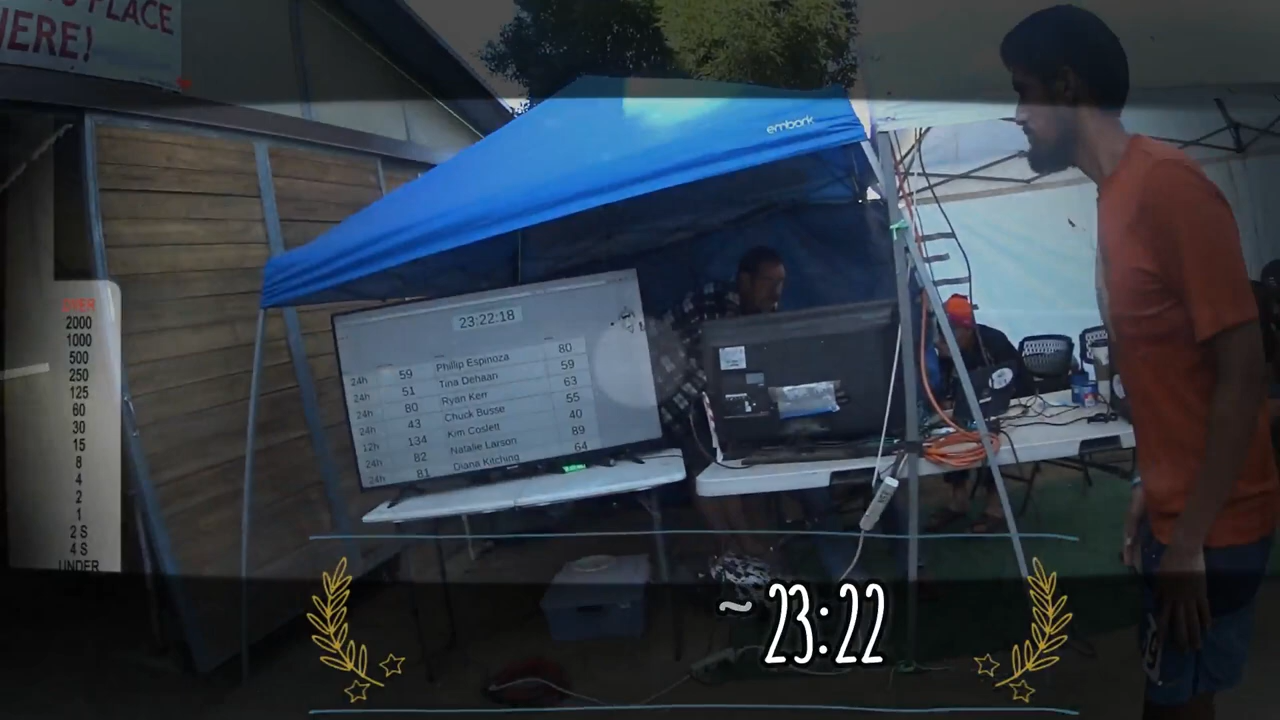 PLACE
HERE!
embark
OVER
2000
1000
500
250
125
60
30
15
8
4
2
1
2 S
4 S
UNDER
23:22:18
24h 59 Phillip Espinoza 80
24h 51 Tina Dehaan 59
24h 80 Ryan Kerr 63
24h 43 Chuck Busse 55
12h 134 Kim Coslett 40
24h 82 Natalie Larson 89
24h 81 Diana Kitching 64
~ 23:22